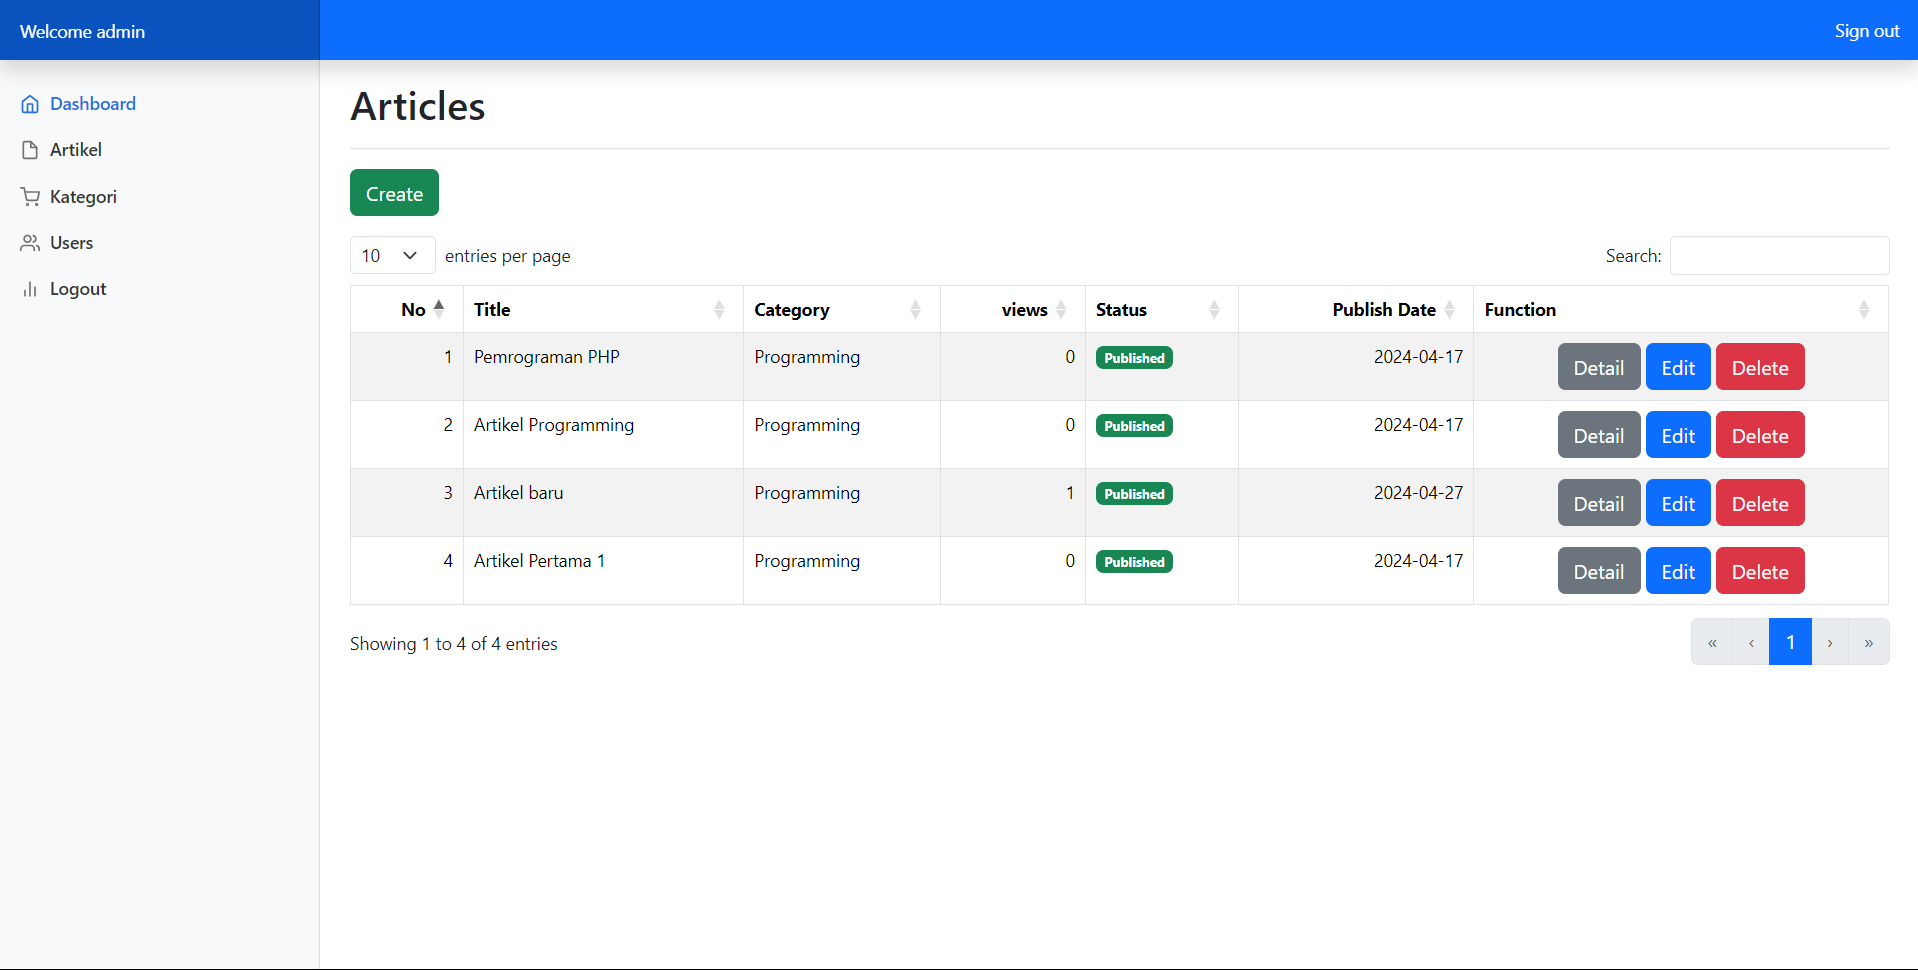 Welcome admin
Sign out
Dashboard
Artikel
Kategori
Users
Logout
Articles
Create
10 entries per page
Search:
No Title Category views Status Publish Date Function
1 Pemrograman PHP Programming 0 Published 2024-04-17 Detail Edit Delete
2 Artikel Programming Programming 0 Published 2024-04-17 Detail Edit Delete
3 Artikel baru Programming 1 Published 2024-04-27 Detail Edit Delete
4 Artikel Pertama 1 Programming 0 Published 2024-04-17 Detail Edit Delete
Showing 1 to 4 of 4 entries
« ‹ 1 › »